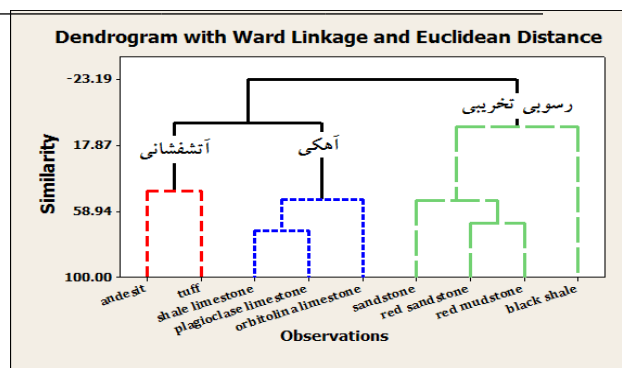 Dendrogram with Ward Linkage and Euclidean Distance
Similarity
-23.19
17.87
58.94
100.00
رسوبی تخریبی
آتشفشانی
آهکی
andesit
tuff
shale limestone
plagioclase limestone
orbitolina limestone
sandstone
red sandstone
red mudstone
black shale
Observations